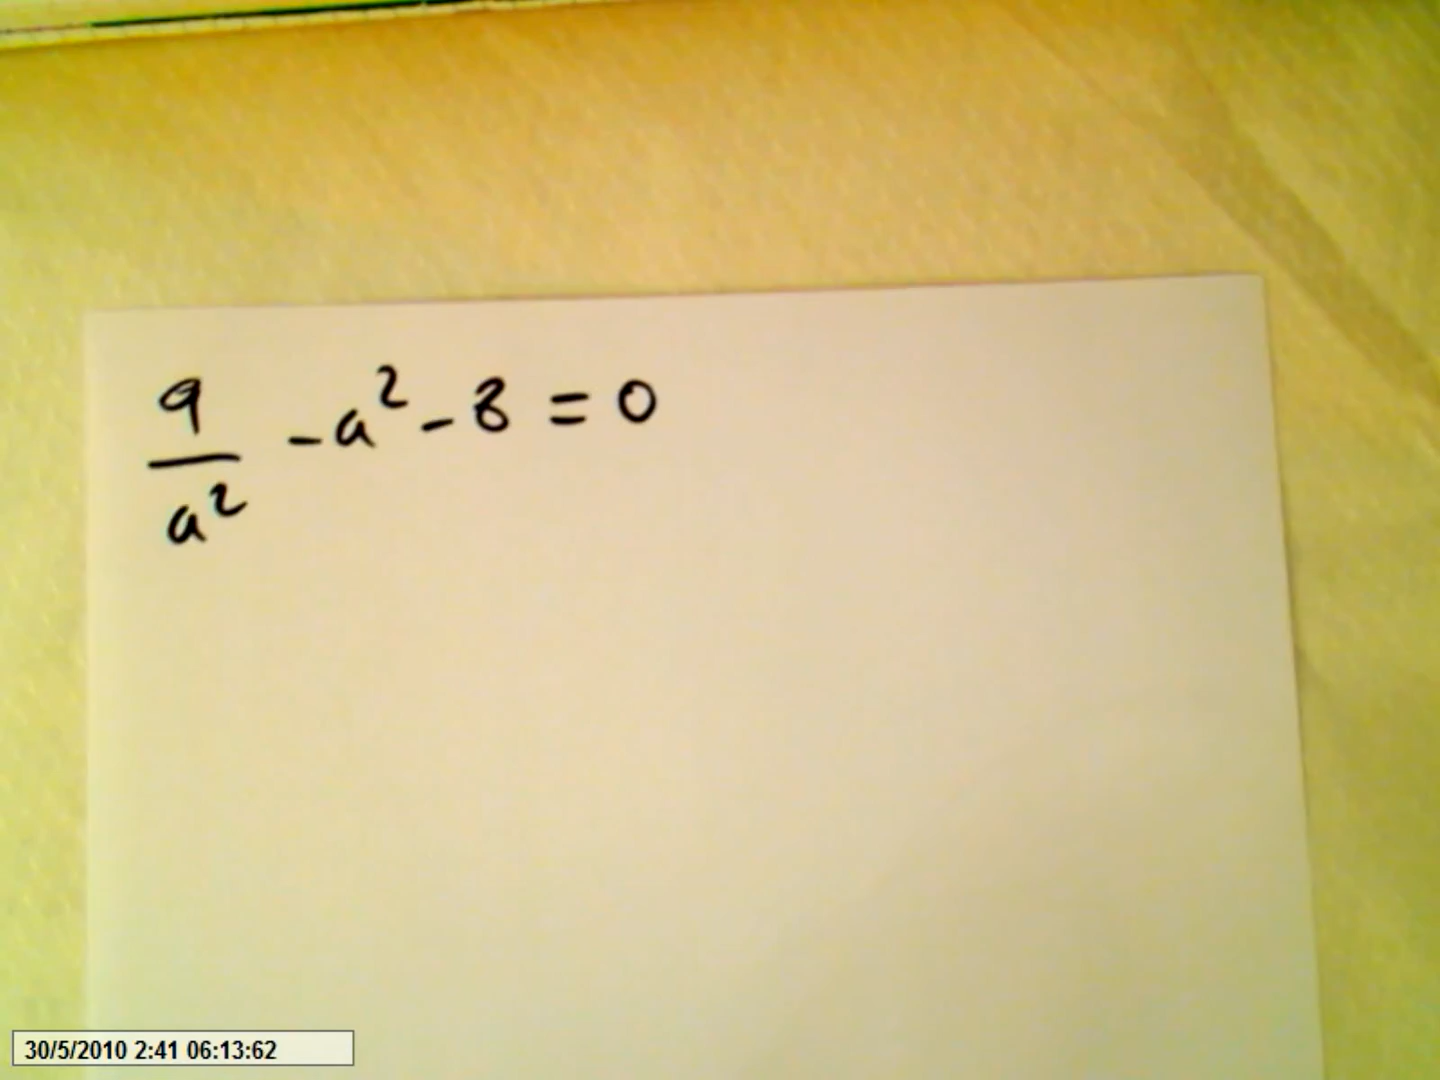 9/a² - a² - 8 = 0
30/5/2010 2:41 06:13:62